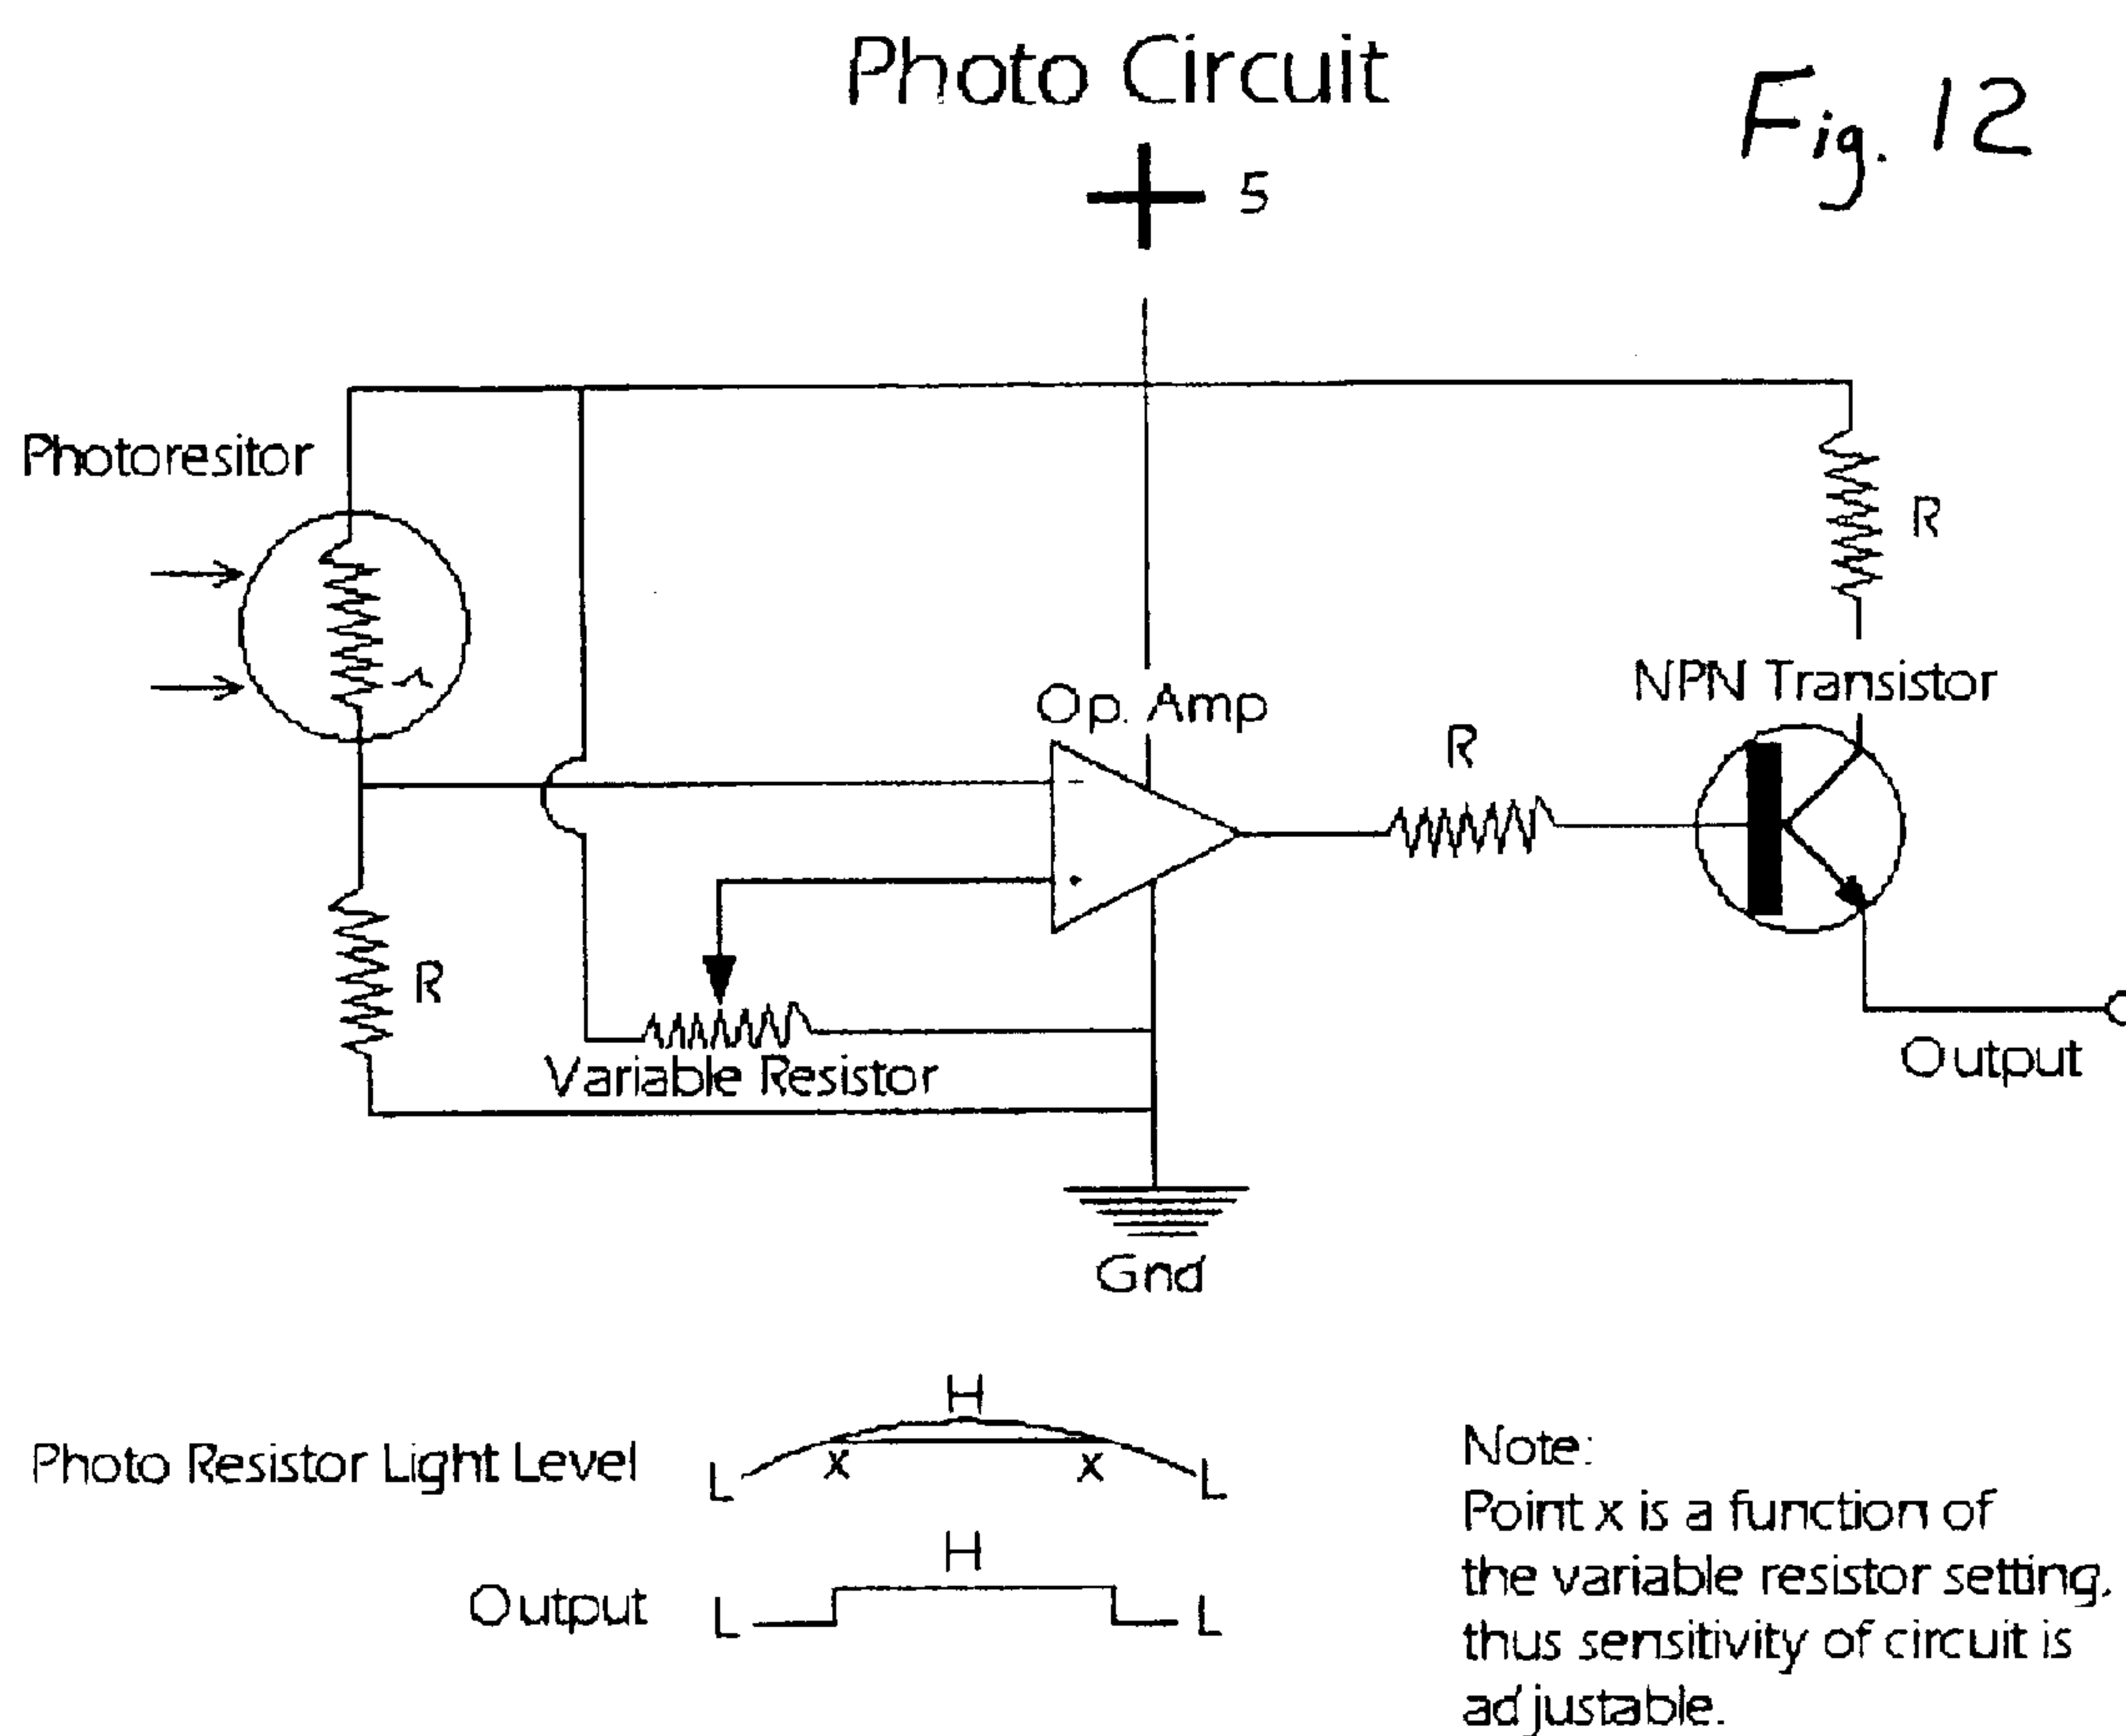 Photo Circuit
Fig. 12
+ 5
Photoresitor
R
NPN Transistor
Op. Amp
R
-
+
R
Variable Resistor
Output
Gnd
H
Photo Resistor Light Level L x x L
H
Output L L
Note:
Point x is a function of
the variable resistor setting,
thus sensitivity of circuit is
adjustable.